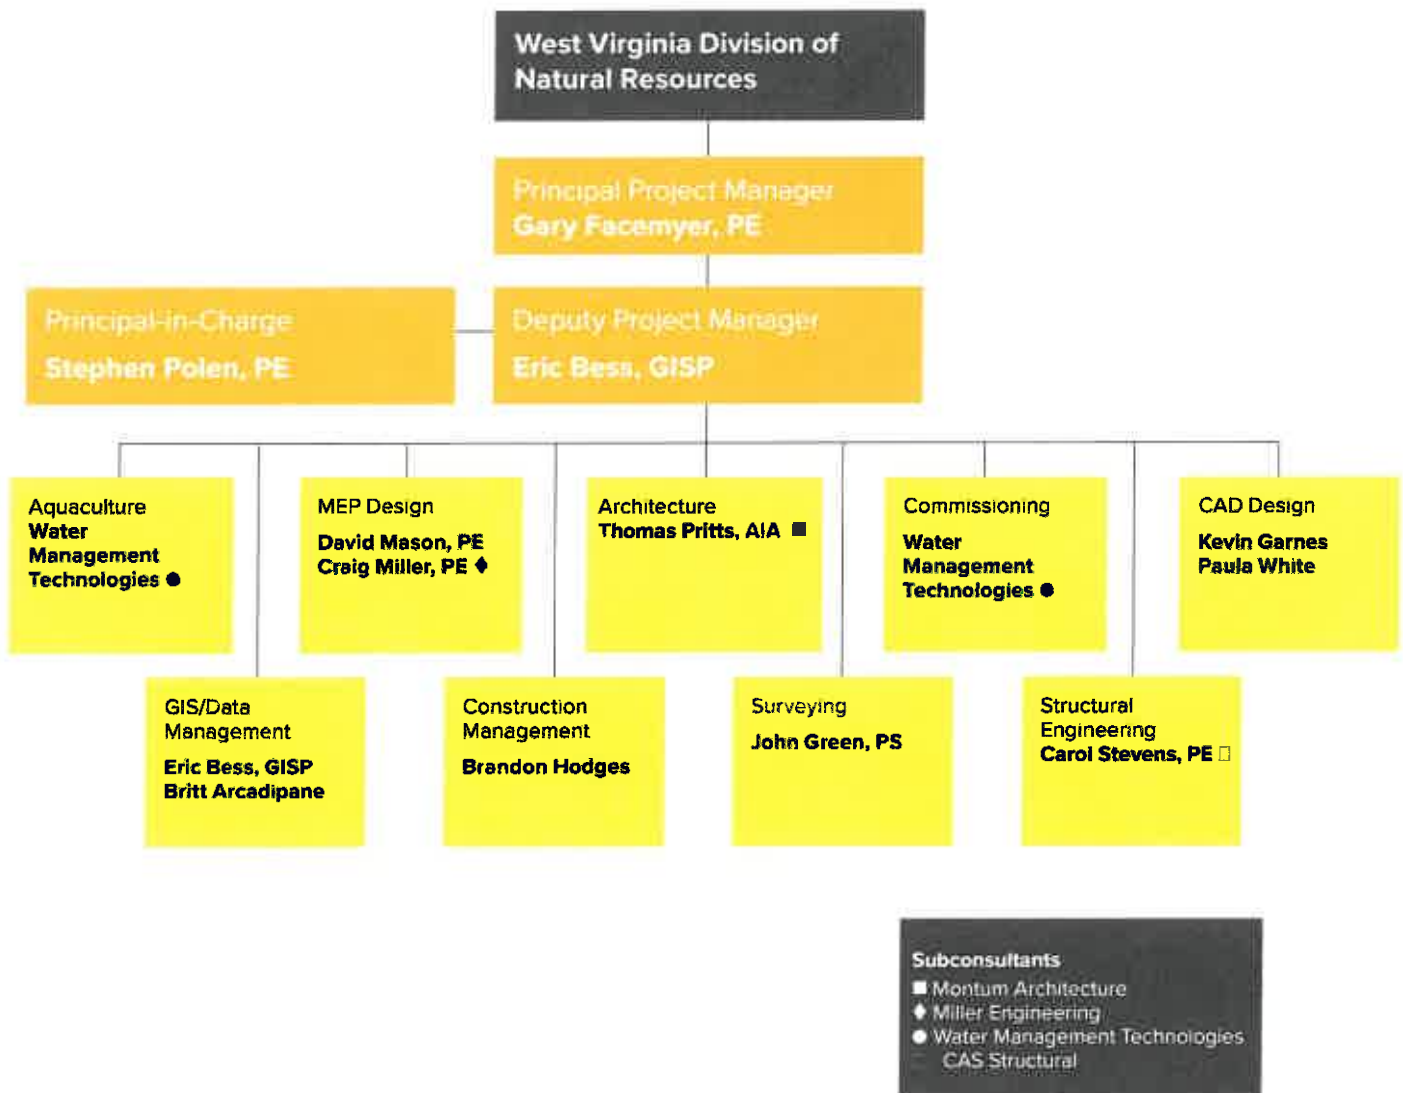 West Virginia Division of
Natural Resources
Principal Project Manager
Gary Facemyer, PE
Principal-in-Charge
Stephen Polen, PE
Deputy Project Manager
Eric Bess, GISP
Aquaculture
Water
Management
Technologies ●
MEP Design
David Mason, PE
Craig Miller, PE ♦
Architecture
Thomas Pritts, AIA ■
Commissioning
Water
Management
Technologies ●
CAD Design
Kevin Garnes
Paula White
GIS/Data
Management
Eric Bess, GISP
Britt Arcadipane
Construction
Management
Brandon Hodges
Surveying
John Green, PS
Structural
Engineering
Carol Stevens, PE □
Subconsultants
■ Montum Architecture
♦ Miller Engineering
● Water Management Technologies
CAS Structural